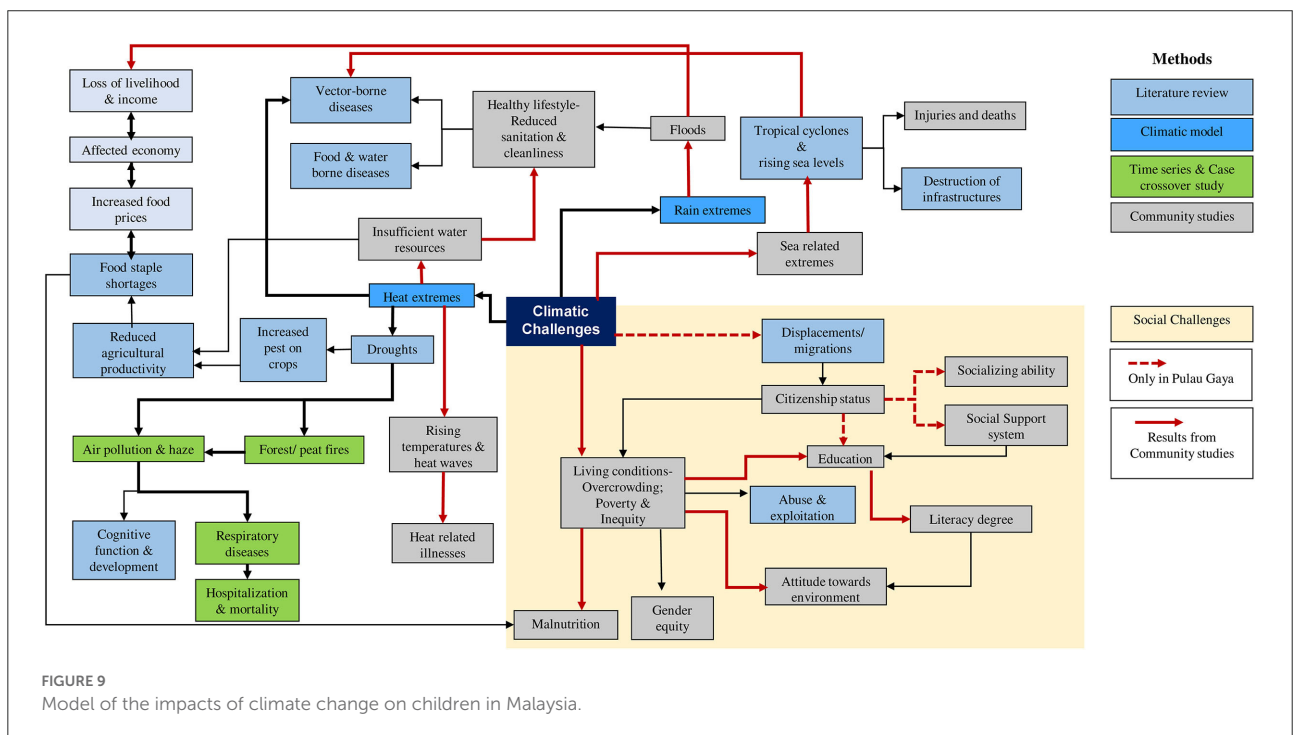 Loss of livelihood
& income
Affected economy
Increased food
prices
Food staple
shortages
Reduced
agricultural
productivity
Increased
pest on
crops
Droughts
Vector-borne
diseases
Food & water
borne diseases
Healthy lifestyle-
Reduced
sanitation &
cleanliness
Floods
Tropical cyclones
&
rising sea levels
Injuries and deaths
Destruction of
infrastructures
Rain extremes
Insufficient water
resources
Sea related
extremes
Heat extremes
Climatic
Challenges
Air pollution & haze
Forest/ peat fires
Rising
temperatures &
heat waves
Cognitive
function &
development
Respiratory
diseases
Heat related
illnesses
Hospitalization
& mortality
Displacements/
migrations
Citizenship status
Socializing ability
Social Support
system
Education
Living conditions-
Overcrowding;
Poverty &
Inequity
Abuse &
exploitation
Literacy degree
Attitude towards
environment
Malnutrition
Gender
equity
Methods
Literature review
Climatic model
Time series & Case
crossover study
Community studies
Social Challenges
Only in Pulau Gaya
Results from
Community studies
FIGURE 9
Model of the impacts of climate change on children in Malaysia.